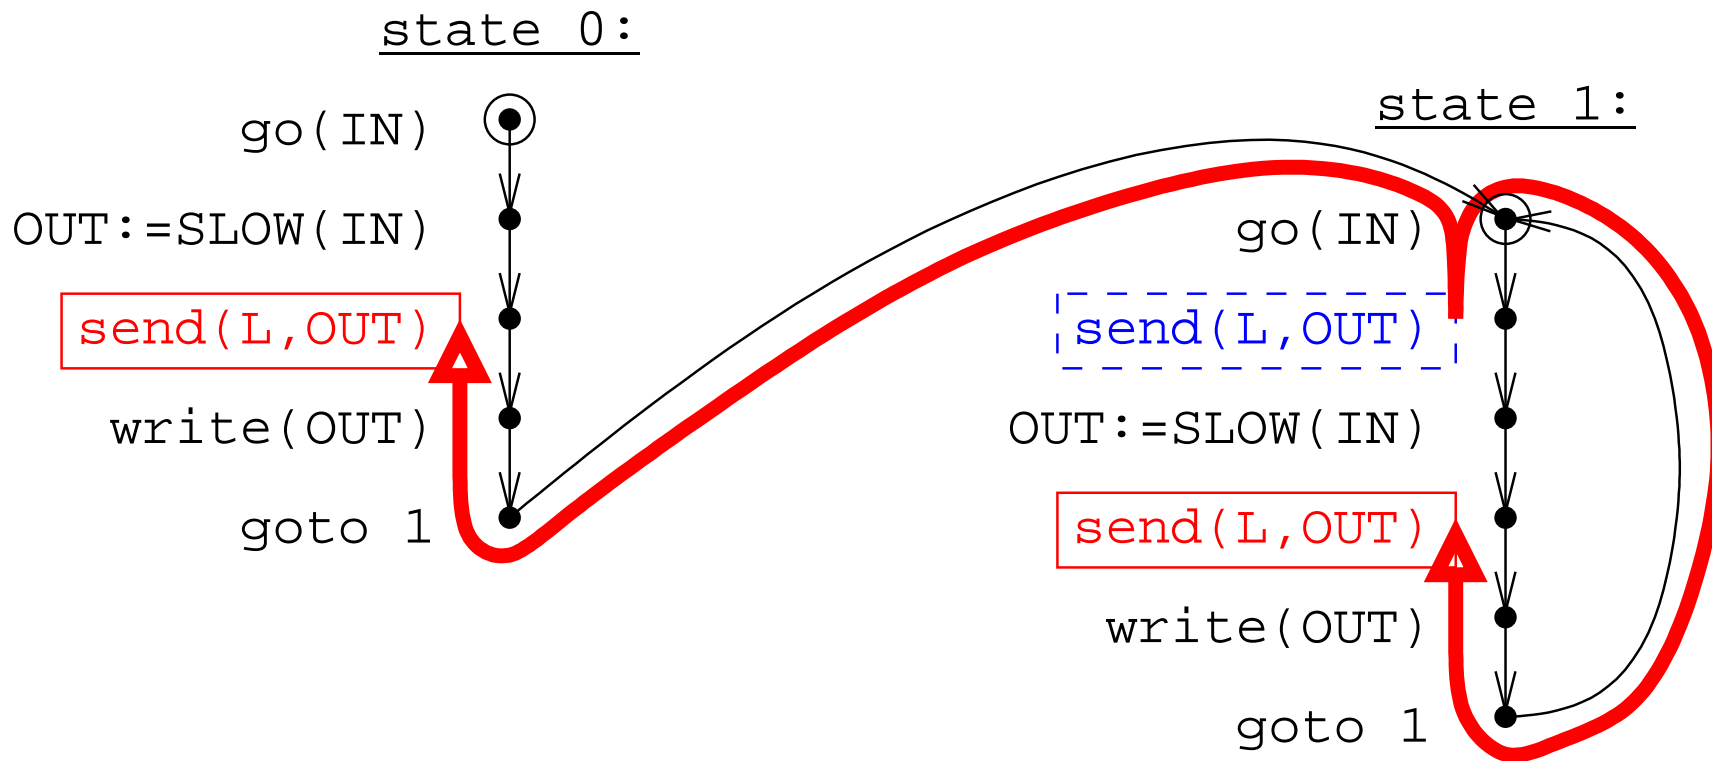 state 0:
go(IN)
OUT:=SLOW(IN)
send(L,OUT)
write(OUT)
goto 1
state 1:
go(IN)
send(L,OUT)
OUT:=SLOW(IN)
send(L,OUT)
write(OUT)
goto 1